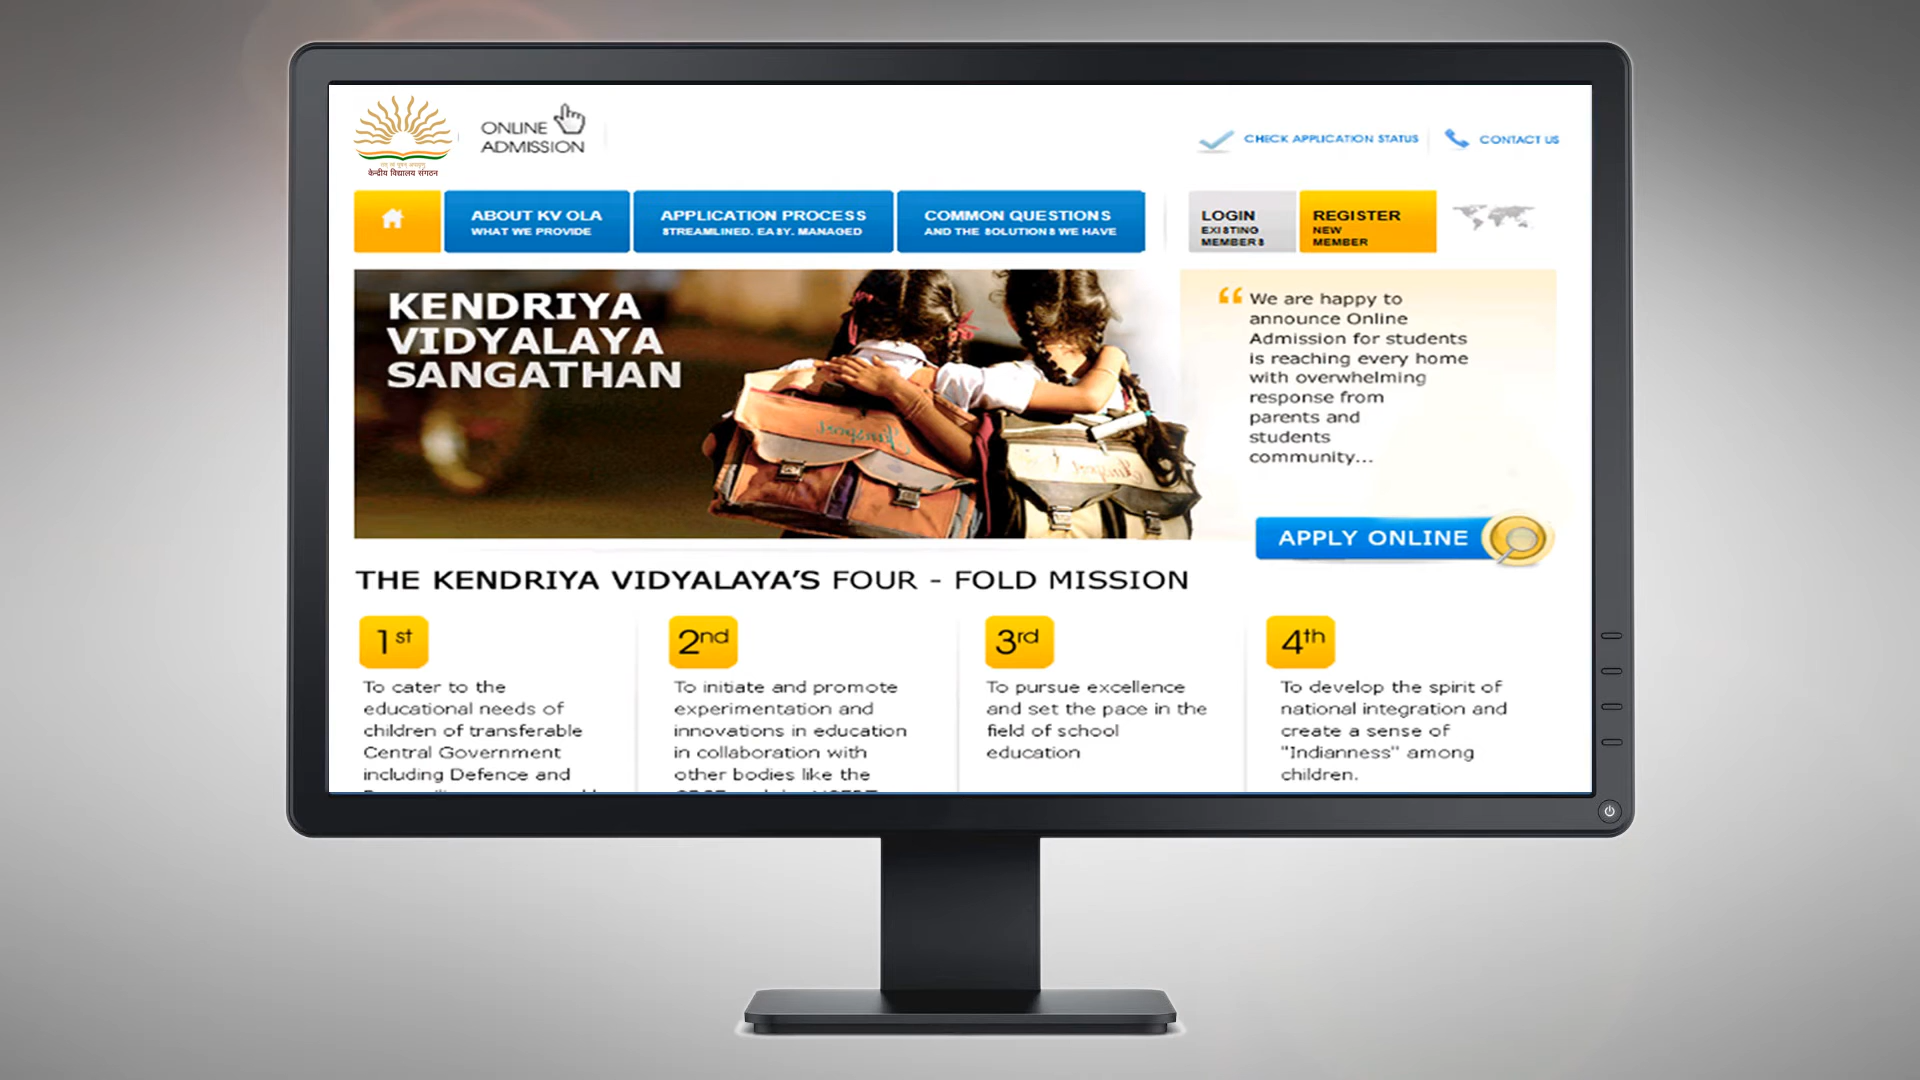 केन्द्रीय विद्यालय संगठन
ONLINE
ADMISSION
CHECK APPLICATION STATUS
CONTACT US
ABOUT KV OLA
WHAT WE PROVIDE
APPLICATION PROCESS
STREAMLINED. EASY. MANAGED
COMMON QUESTIONS
AND THE SOLUTIONS WE HAVE
LOGIN
EXISTING
MEMBERS
REGISTER
NEW
MEMBER
KENDRIYA
VIDYALAYA
SANGATHAN
“ We are happy to
announce Online
Admission for students
is reaching every home
with overwhelming
response from
parents and
students
community...
APPLY ONLINE
THE KENDRIYA VIDYALAYA’S FOUR - FOLD MISSION
1st
To cater to the
educational needs of
children of transferable
Central Government
including Defence and
2nd
To initiate and promote
experimentation and
innovations in education
in collaboration with
other bodies like the
3rd
To pursue excellence
and set the pace in the
field of school
education
4th
To develop the spirit of
national integration and
create a sense of
"Indianness" among
children.